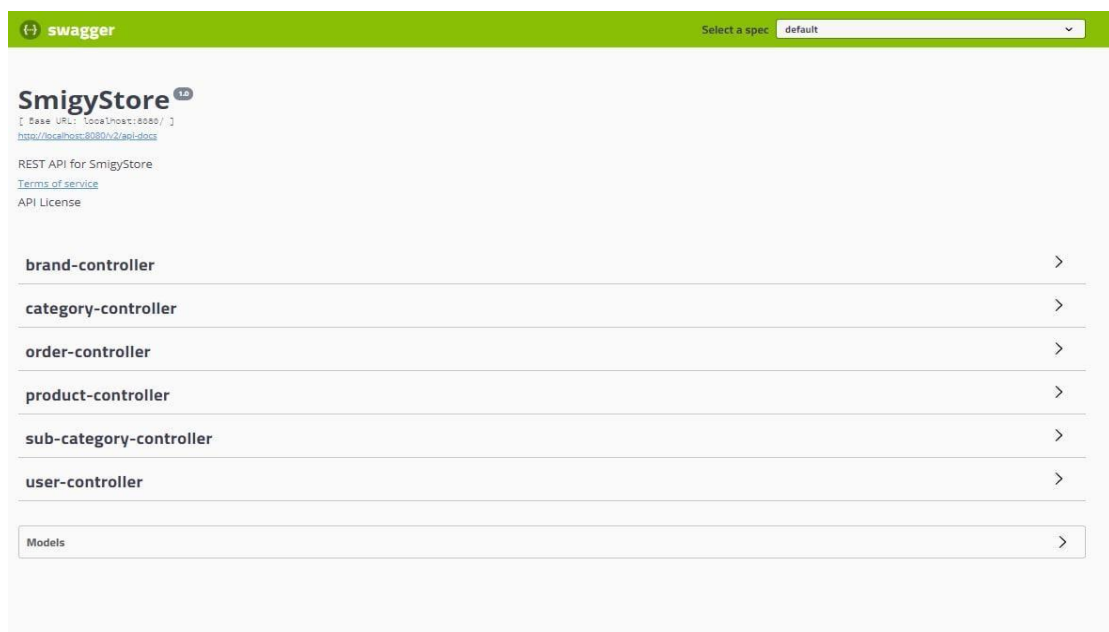 {-} swagger
Select a spec default
SmigyStore 1.0
[ Base URL: localhost:8080/ ]
http://localhost:8080/v2/api-docs
REST API for SmigyStore
Terms of service
API License
brand-controller
category-controller
order-controller
product-controller
sub-category-controller
user-controller
Models